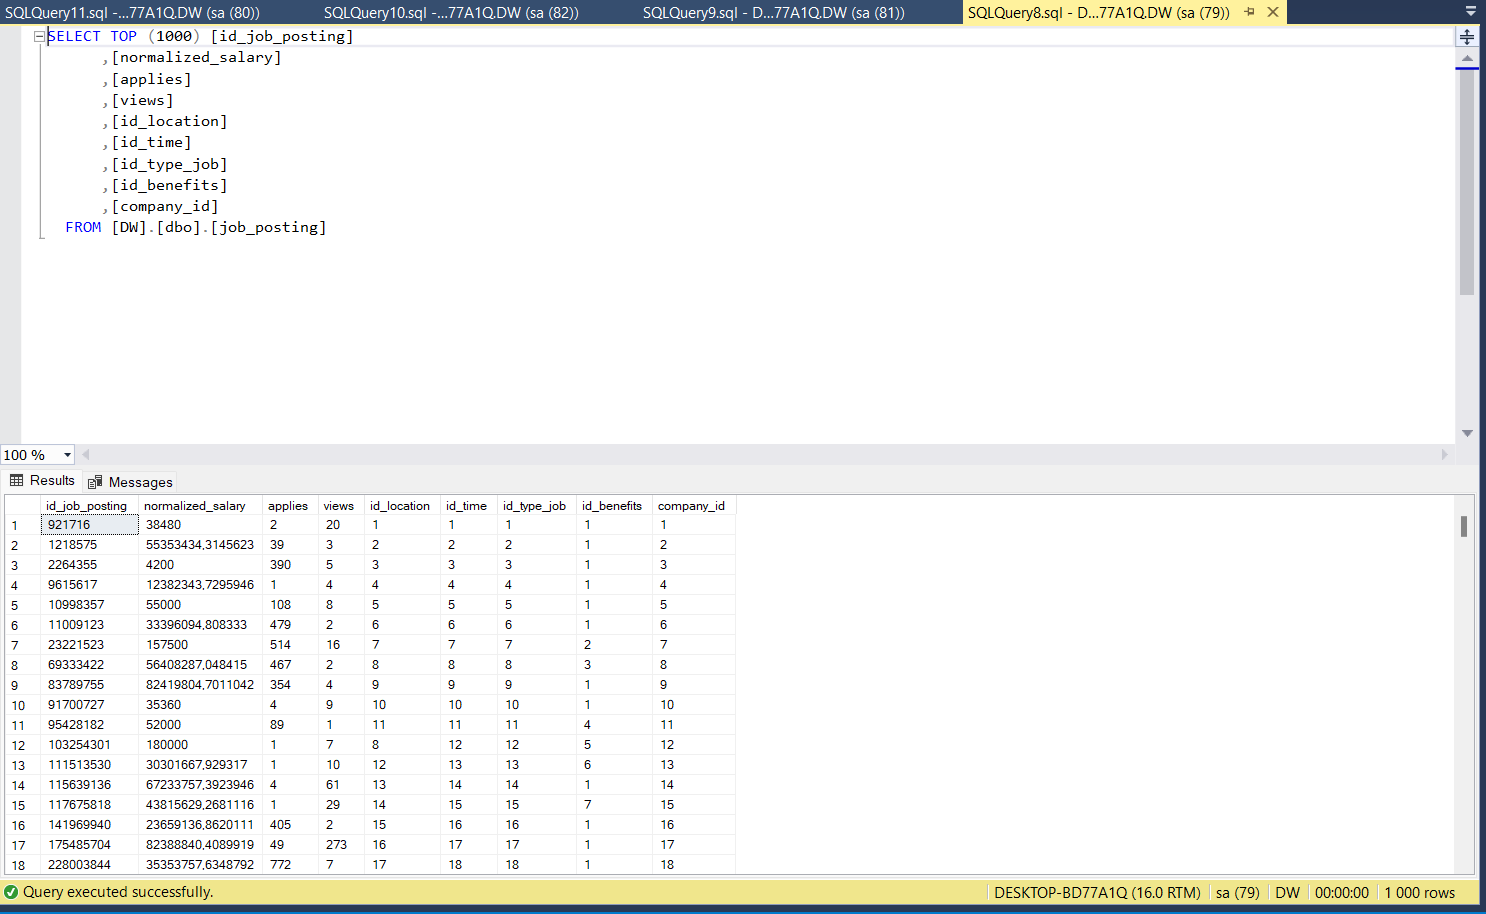 SQLQuery11.sql -...77A1Q.DW (sa (80)) SQLQuery10.sql -...77A1Q.DW (sa (82)) SQLQuery9.sql - D...77A1Q.DW (sa (81)) SQLQuery8.sql - D...77A1Q.DW (sa (79))
SELECT TOP (1000) [id_job_posting]
,[normalized_salary]
,[applies]
,[views]
,[id_location]
,[id_time]
,[id_type_job]
,[id_benefits]
,[company_id]
FROM [DW].[dbo].[job_posting]
100 %
Results Messages
id_job_posting normalized_salary applies views id_location id_time id_type_job id_benefits company_id
1 921716 38480 2 20 1 1 1 1 1
2 1218575 55353434,3145623 39 3 2 2 2 1 2
3 2264355 4200 390 5 3 3 3 1 3
4 9615617 12382343,7295946 1 4 4 4 4 1 4
5 10998357 55000 108 8 5 5 5 1 5
6 11009123 33396094,808333 479 2 6 6 6 1 6
7 23221523 157500 514 16 7 7 7 2 7
8 69333422 56408287,048415 467 2 8 8 8 3 8
9 83789755 82419804,7011042 354 4 9 9 9 1 9
10 91700727 35360 4 9 10 10 10 1 10
11 95428182 52000 89 1 11 11 11 4 11
12 103254301 180000 1 7 8 12 12 5 12
13 111513530 30301667,929317 1 10 12 13 13 6 13
14 115639136 67233757,3923946 4 61 13 14 14 1 14
15 117675818 43815629,2681116 1 29 14 15 15 7 15
16 141969940 23659136,8620111 405 2 15 16 16 1 16
17 175485704 82388840,4089919 49 273 16 17 17 1 17
18 228003844 35353757,6348792 772 7 17 18 18 1 18
Query executed successfully. DESKTOP-BD77A1Q (16.0 RTM) sa (79) DW 00:00:00 1 000 rows